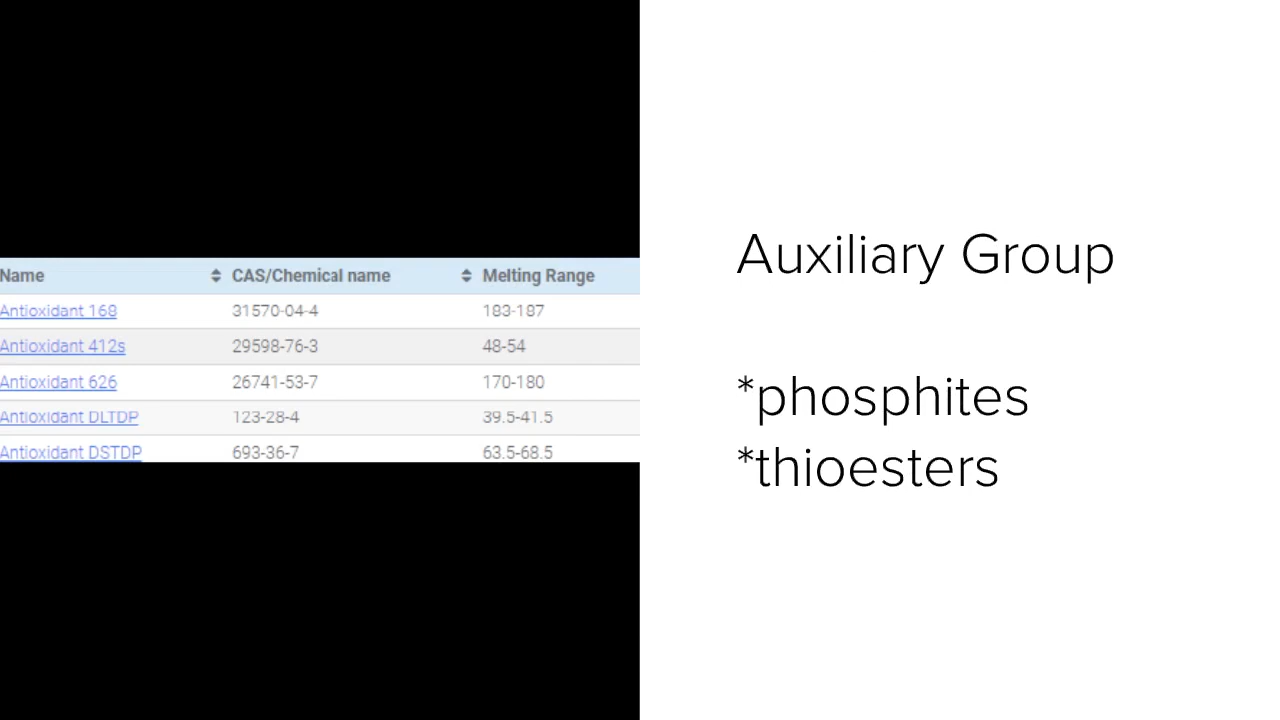 Name CAS/Chemical name Melting Range
Antioxidant 168 31570-04-4 183-187
Antioxidant 412s 29598-76-3 48-54
Antioxidant 626 26741-53-7 170-180
Antioxidant DLTDP 123-28-4 39.5-41.5
Antioxidant DSTDP 693-36-7 63.5-68.5
Auxiliary Group
*phosphites
*thioesters